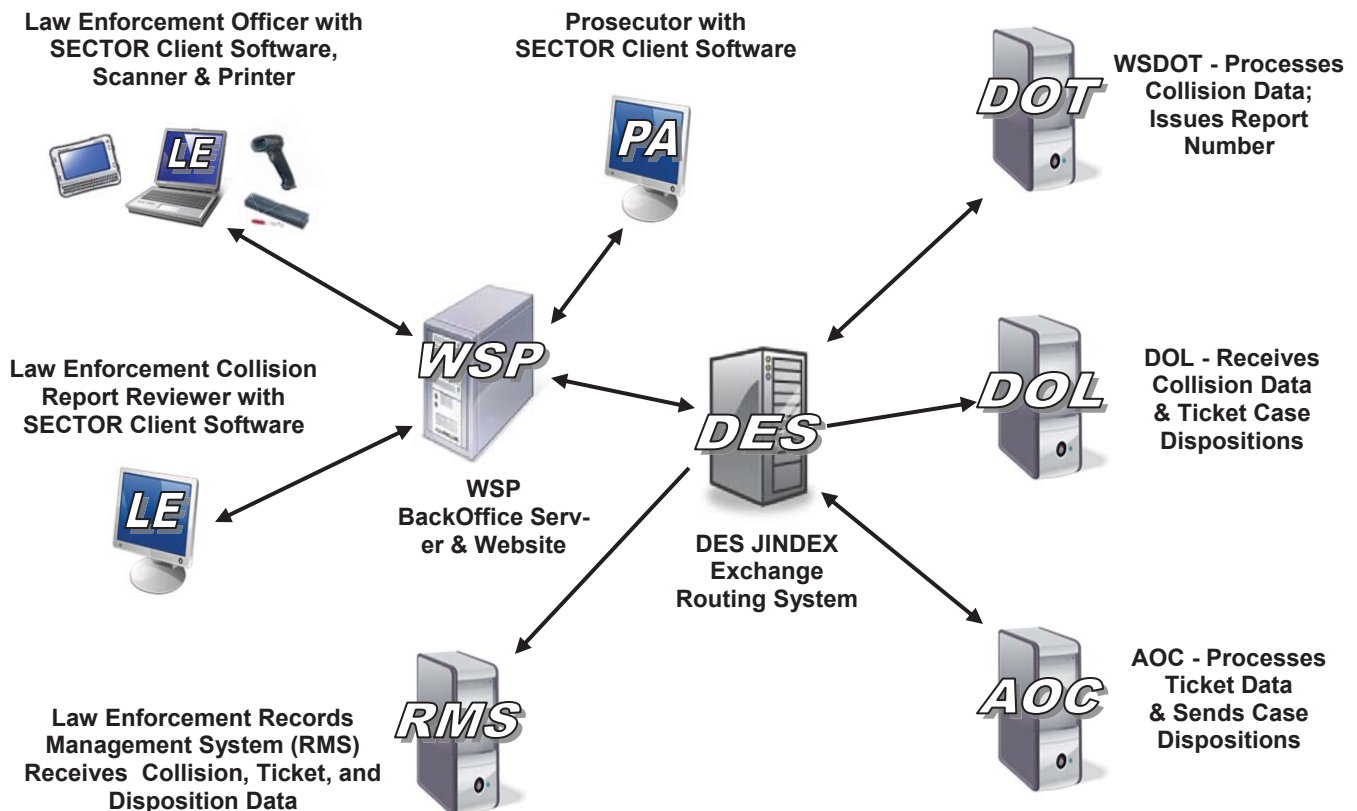 Law Enforcement Officer with
SECTOR Client Software,
Scanner & Printer
LE
Prosecutor with
SECTOR Client Software
PA
DOT
WSDOT - Processes
Collision Data;
Issues Report
Number
Law Enforcement Collision
Report Reviewer with
SECTOR Client Software
LE
WSP
WSP
BackOffice Serv-
er & Website
DES
DES JINDEX
Exchange
Routing System
DOL
DOL - Receives
Collision Data
& Ticket Case
Dispositions
Law Enforcement Records
Management System (RMS)
Receives Collision, Ticket, and
Disposition Data
RMS
AOC
AOC - Processes
Ticket Data
& Sends Case
Dispositions